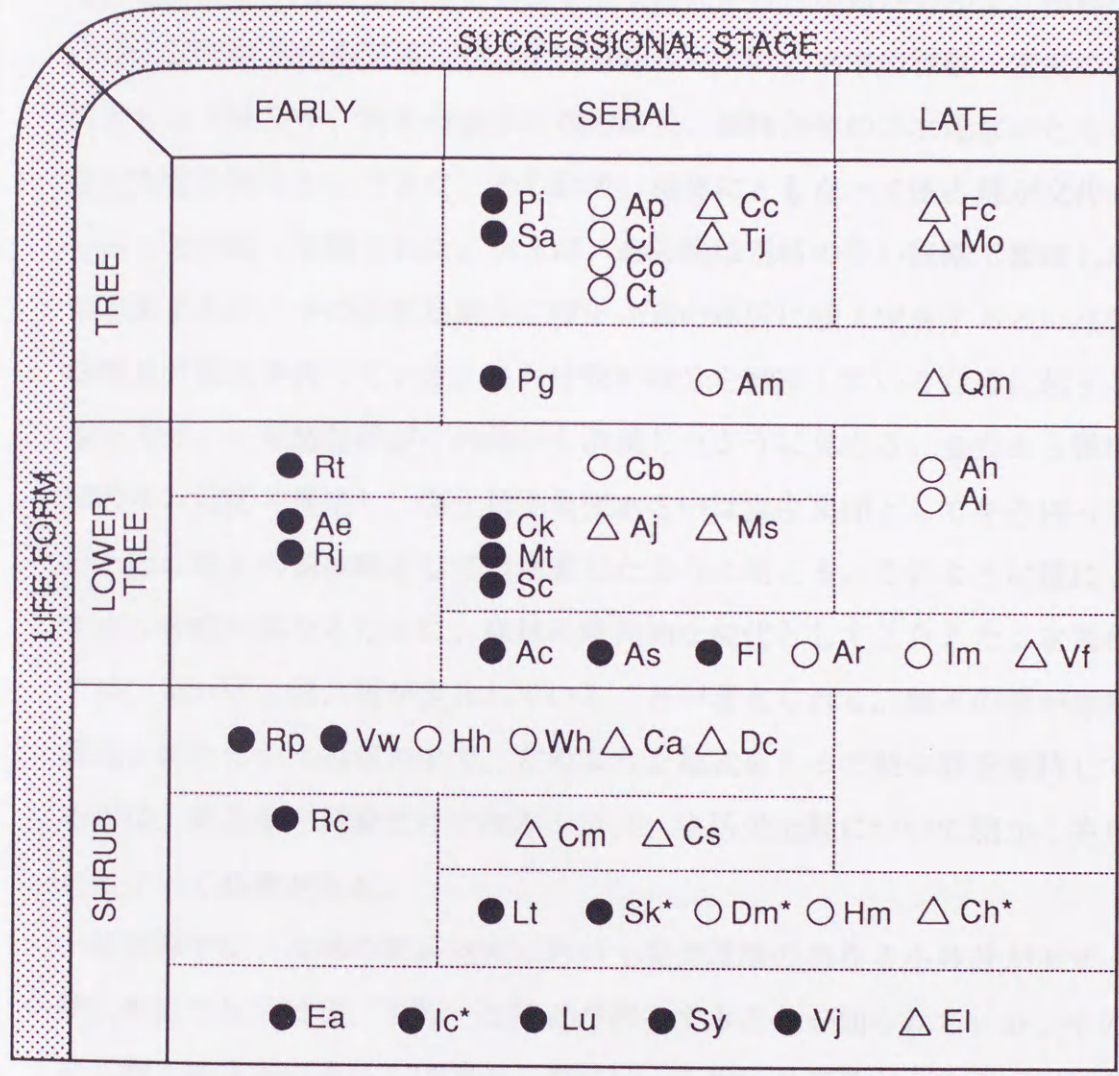 SUCCESSIONAL STAGE
EARLY SERAL LATE
LIFE FORM
TREE
Pj Ap Cc Fc
Sa Cj Tj Mo
Co
Ct
Pg Am Qm
LOWER TREE
Rt Cb Ah
Ai
Ae Ck Aj Ms
Rj Mt
Sc
Ac As Fl Ar Im Vf
SHRUB
Rp Vw Hh Wh Ca Dc
Rc Cm Cs
Lt Sk* Dm* Hm Ch*
Ea Ic* Lu Sy Pj El